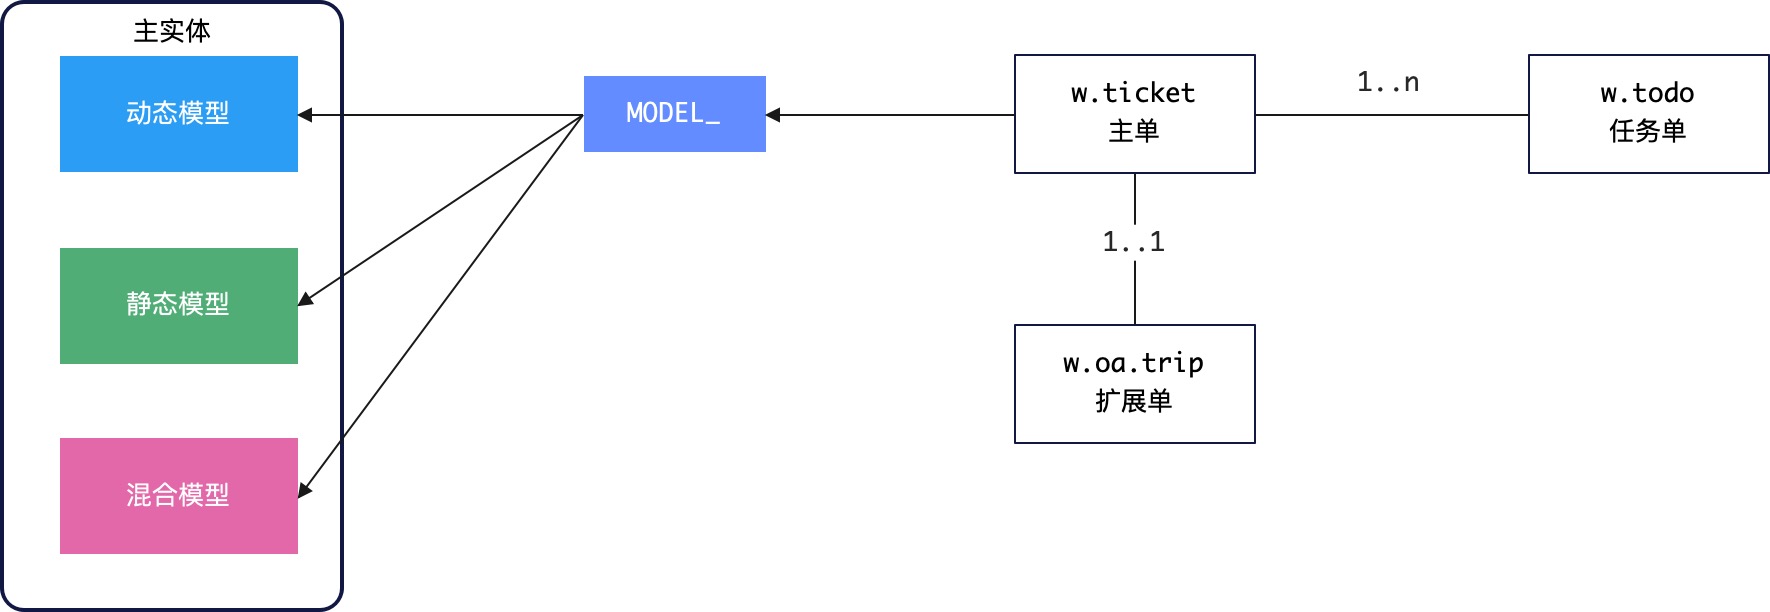 主实体
动态模型
静态模型
混合模型
MODEL_
w.ticket
主单
1..n
w.todo
任务单
1..1
w.oa.trip
扩展单